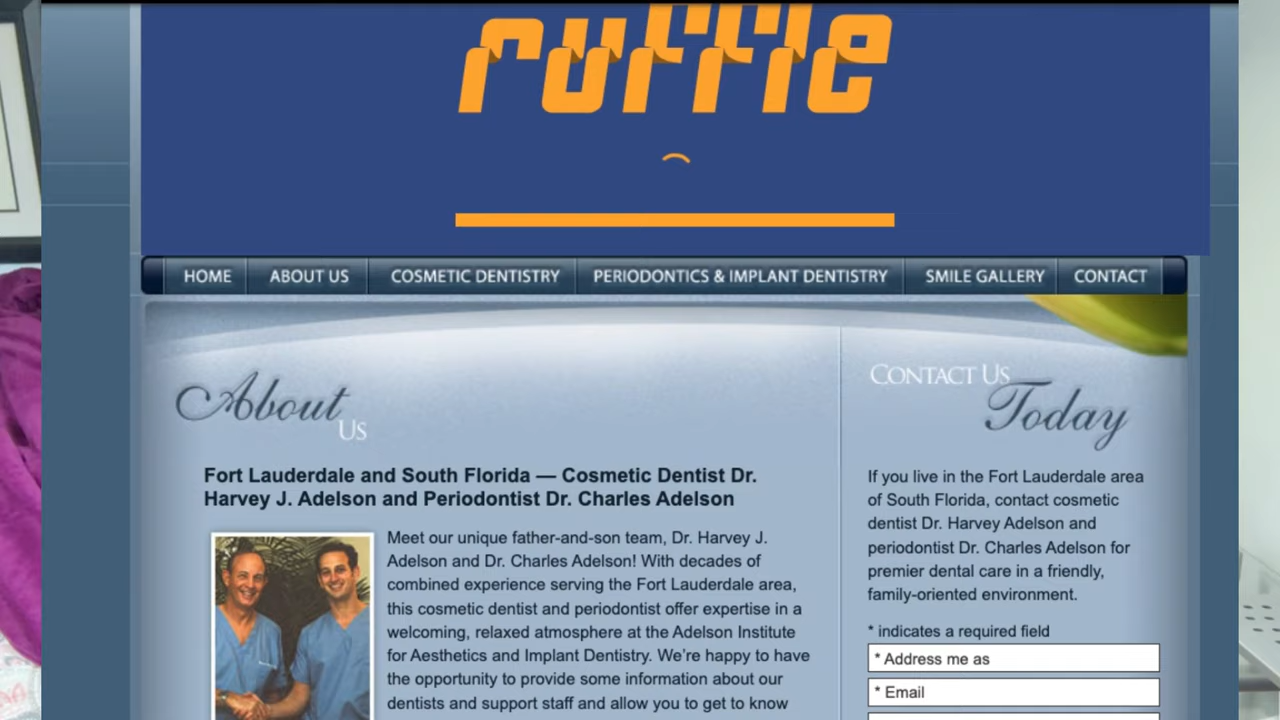 ruffle
HOME ABOUT US COSMETIC DENTISTRY PERIODONTICS & IMPLANT DENTISTRY SMILE GALLERY CONTACT
About
US
Fort Lauderdale and South Florida — Cosmetic Dentist Dr.
Harvey J. Adelson and Periodontist Dr. Charles Adelson
Meet our unique father-and-son team, Dr. Harvey J.
Adelson and Dr. Charles Adelson! With decades of
combined experience serving the Fort Lauderdale area,
this cosmetic dentist and periodontist offer expertise in a
welcoming, relaxed atmosphere at the Adelson Institute
for Aesthetics and Implant Dentistry. We’re happy to have
the opportunity to provide some information about our
dentists and support staff and allow you to get to know
CONTACT US
Today
If you live in the Fort Lauderdale area
of South Florida, contact cosmetic
dentist Dr. Harvey Adelson and
periodontist Dr. Charles Adelson for
premier dental care in a friendly,
family-oriented environment.
* indicates a required field
* Address me as
* Email